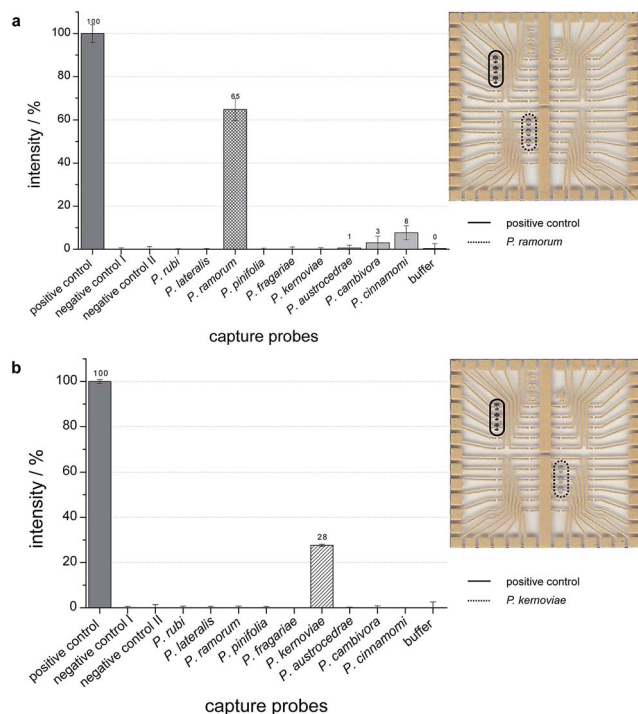 a
100
65
1
3
8
0
100
80
60
40
20
0
intensity / %
positive control
negative control I
negative control II
P. rubi
P. lateralis
P. ramorum
P. pinifolia
P. fragariae
P. kernoviae
P. austrocedrae
P. cambivora
P. cinnamomi
buffer
capture probes
positive control
P. ramorum
b
100
28
100
80
60
40
20
0
intensity / %
positive control
negative control I
negative control II
P. rubi
P. lateralis
P. ramorum
P. pinifolia
P. fragariae
P. kernoviae
P. austrocedrae
P. cambivora
P. cinnamomi
buffer
capture probes
positive control
P. kernoviae